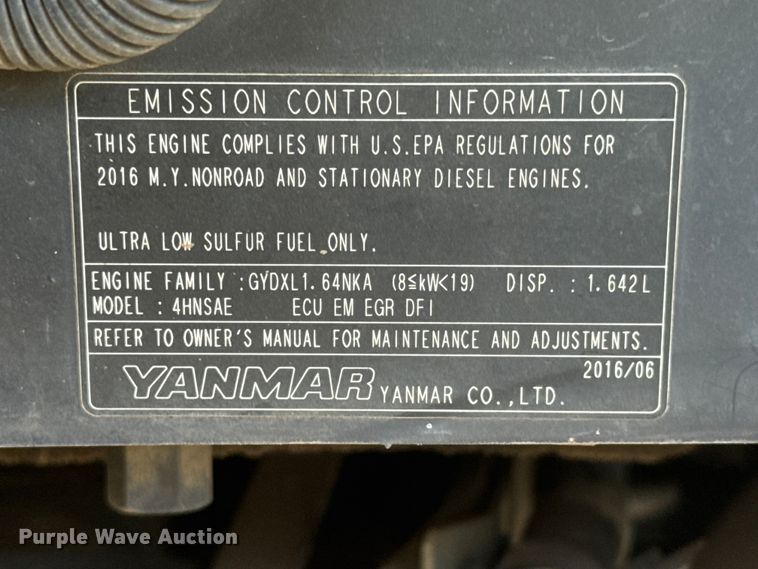 EMISSION CONTROL INFORMATION
THIS ENGINE COMPLIES WITH U.S.EPA REGULATIONS FOR
2016 M.Y.NONROAD AND STATIONARY DIESEL ENGINES.
ULTRA LOW SULFUR FUEL ONLY.
ENGINE FAMILY :GYDXL1.64NKA (8≦kW<19) DISP. : 1.642L
MODEL : 4HNSAE ECU EM EGR DFI
REFER TO OWNER'S MANUAL FOR MAINTENANCE AND ADJUSTMENTS.
2016/06
YANMAR YANMAR CO.,LTD.
Purple Wave Auction